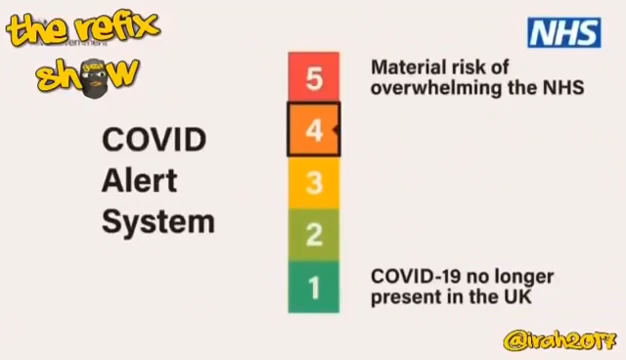 the refix
show
NHS
5
Material risk of
overwhelming the NHS
4
COVID
Alert
System
3
2
1
COVID-19 no longer
present in the UK
@irah2017